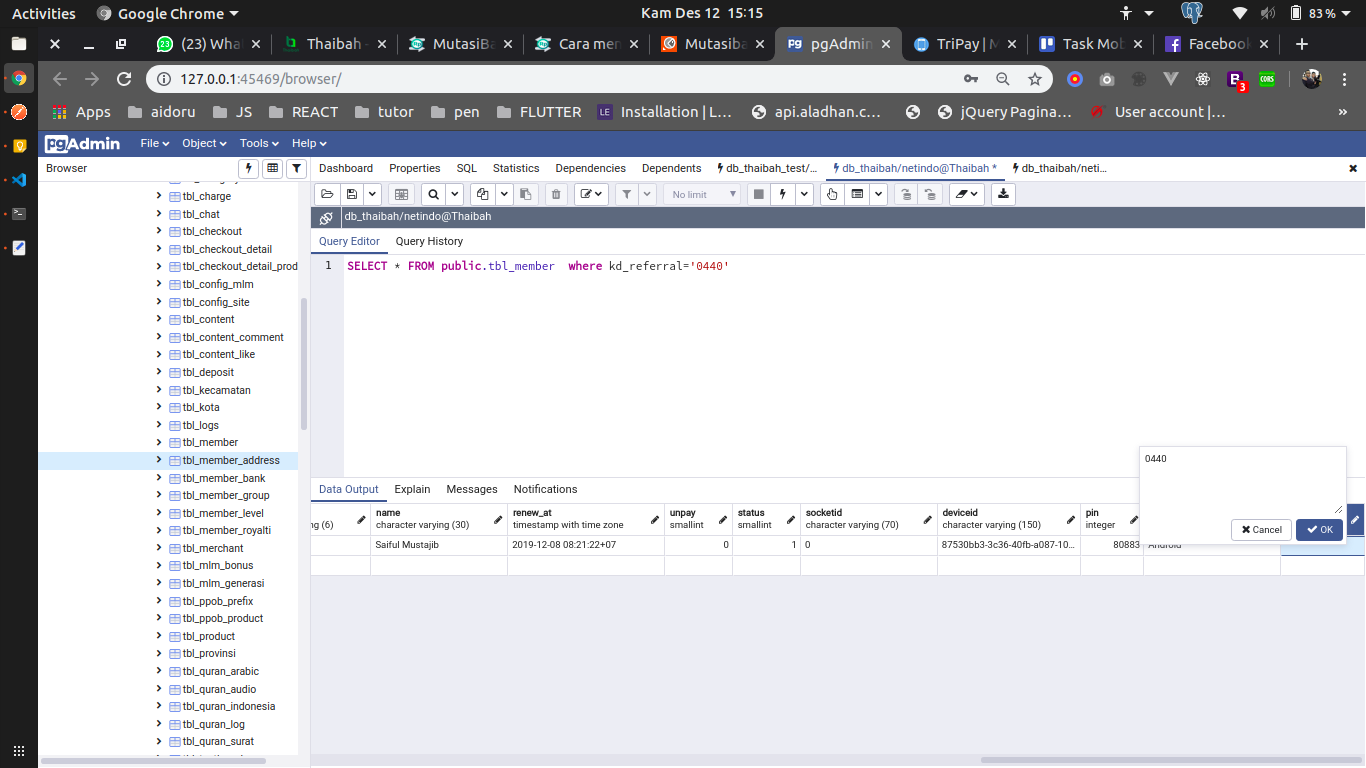 Activities
Google Chrome
Kam Des 12 15:15
83 %
(23) Wha
Thaibah -
MutasiBa
Cara men
Mutasiba
pgAdmin
TriPay | M
Task Mob
Facebook
127.0.0.1:45469/browser/
CORS
3
Apps
aidoru
JS
REACT
tutor
pen
FLUTTER
LE
Installation | L...
api.aladhan.c...
jQuery Pagina...
User account |...
»
pgAdmin
File
Object
Tools
Help
Browser
Dashboard
Properties
SQL
Statistics
Dependencies
Dependents
db_thaibah_test/...
db_thaibah/netindo@Thaibah *
db_thaibah/neti...
No limit
db_thaibah/netindo@Thaibah
Query Editor
Query History
1
SELECT * FROM public.tbl_member where kd_referral='0440'
tbl_charge
tbl_chat
tbl_checkout
tbl_checkout_detail
tbl_checkout_detail_prod
tbl_config_mlm
tbl_config_site
tbl_content
tbl_content_comment
tbl_content_like
tbl_deposit
tbl_kecamatan
tbl_kota
tbl_logs
tbl_member
tbl_member_address
tbl_member_bank
tbl_member_group
tbl_member_level
tbl_member_royalti
tbl_merchant
tbl_mlm_bonus
tbl_mlm_generasi
tbl_ppob_prefix
tbl_ppob_product
tbl_product
tbl_provinsi
tbl_quran_arabic
tbl_quran_audio
tbl_quran_indonesia
tbl_quran_log
tbl_quran_surat
0440
Cancel
OK
Data Output
Explain
Messages
Notifications
ng (6)
name
character varying (30)
renew_at
timestamp with time zone
unpay
smallint
status
smallint
socketid
character varying (70)
deviceid
character varying (150)
pin
integer
Saiful Mustajib
2019-12-08 08:21:22+07
0
1
0
87530bb3-3c36-40fb-a087-10...
80883
Android